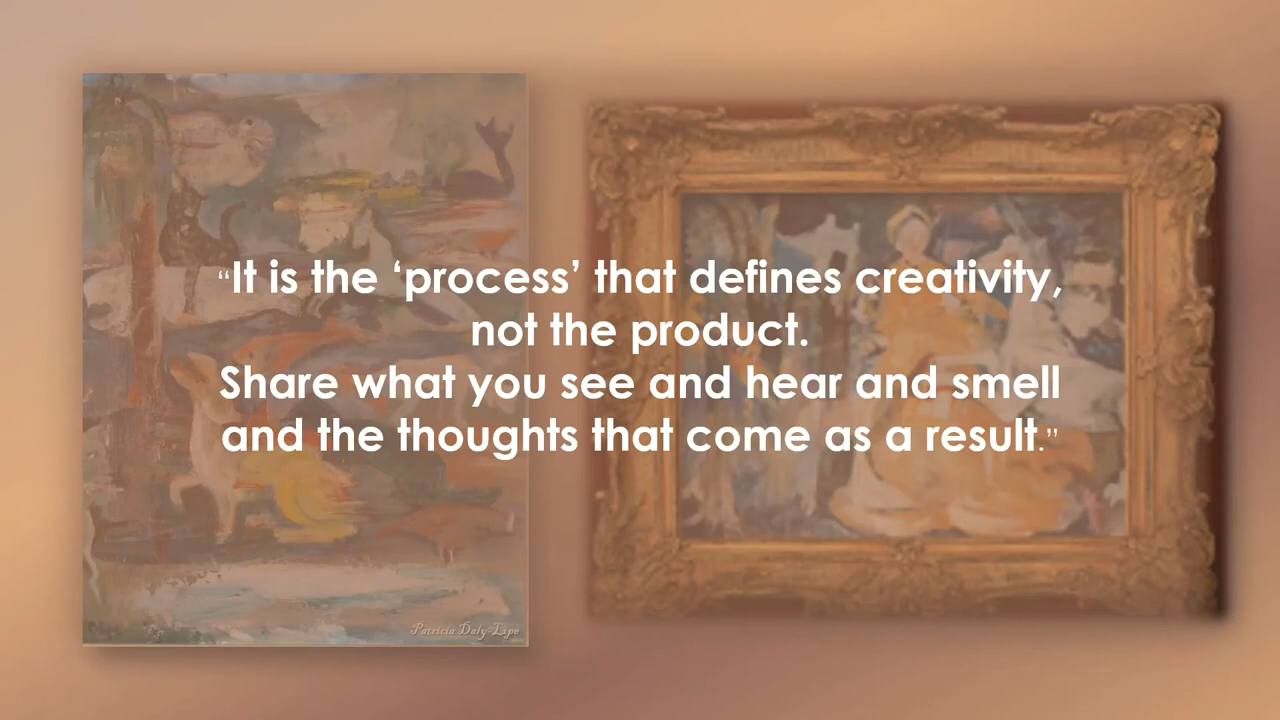 “It is the ‘process’ that defines creativity,
not the product.
Share what you see and hear and smell
and the thoughts that come as a result.”
Patricia Daly-Lipe